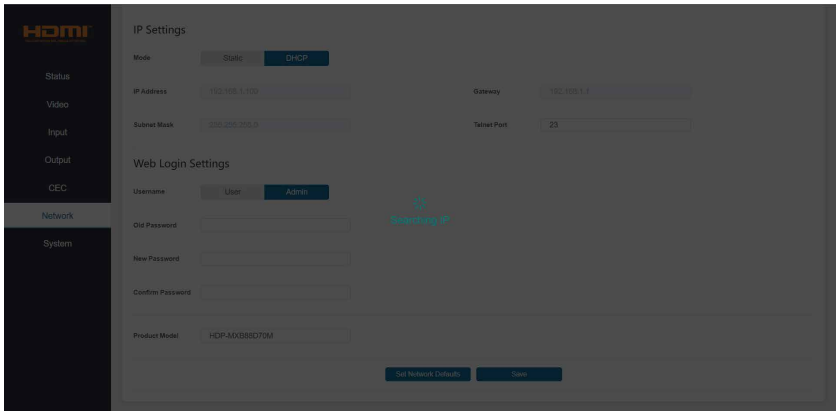 HDMI
IP Settings
Mode Static DHCP
IP Address 192.168.1.100 Gateway 192.168.1.1
Subnet Mask 255.255.255.0 Telnet Port 23
Web Login Settings
Username User Admin
Old Password
New Password
Confirm Password
Product Model HDP-MXB88D70M
Set Network Defaults Save
Status
Video
Input
Output
CEC
Network
System
Searching IP